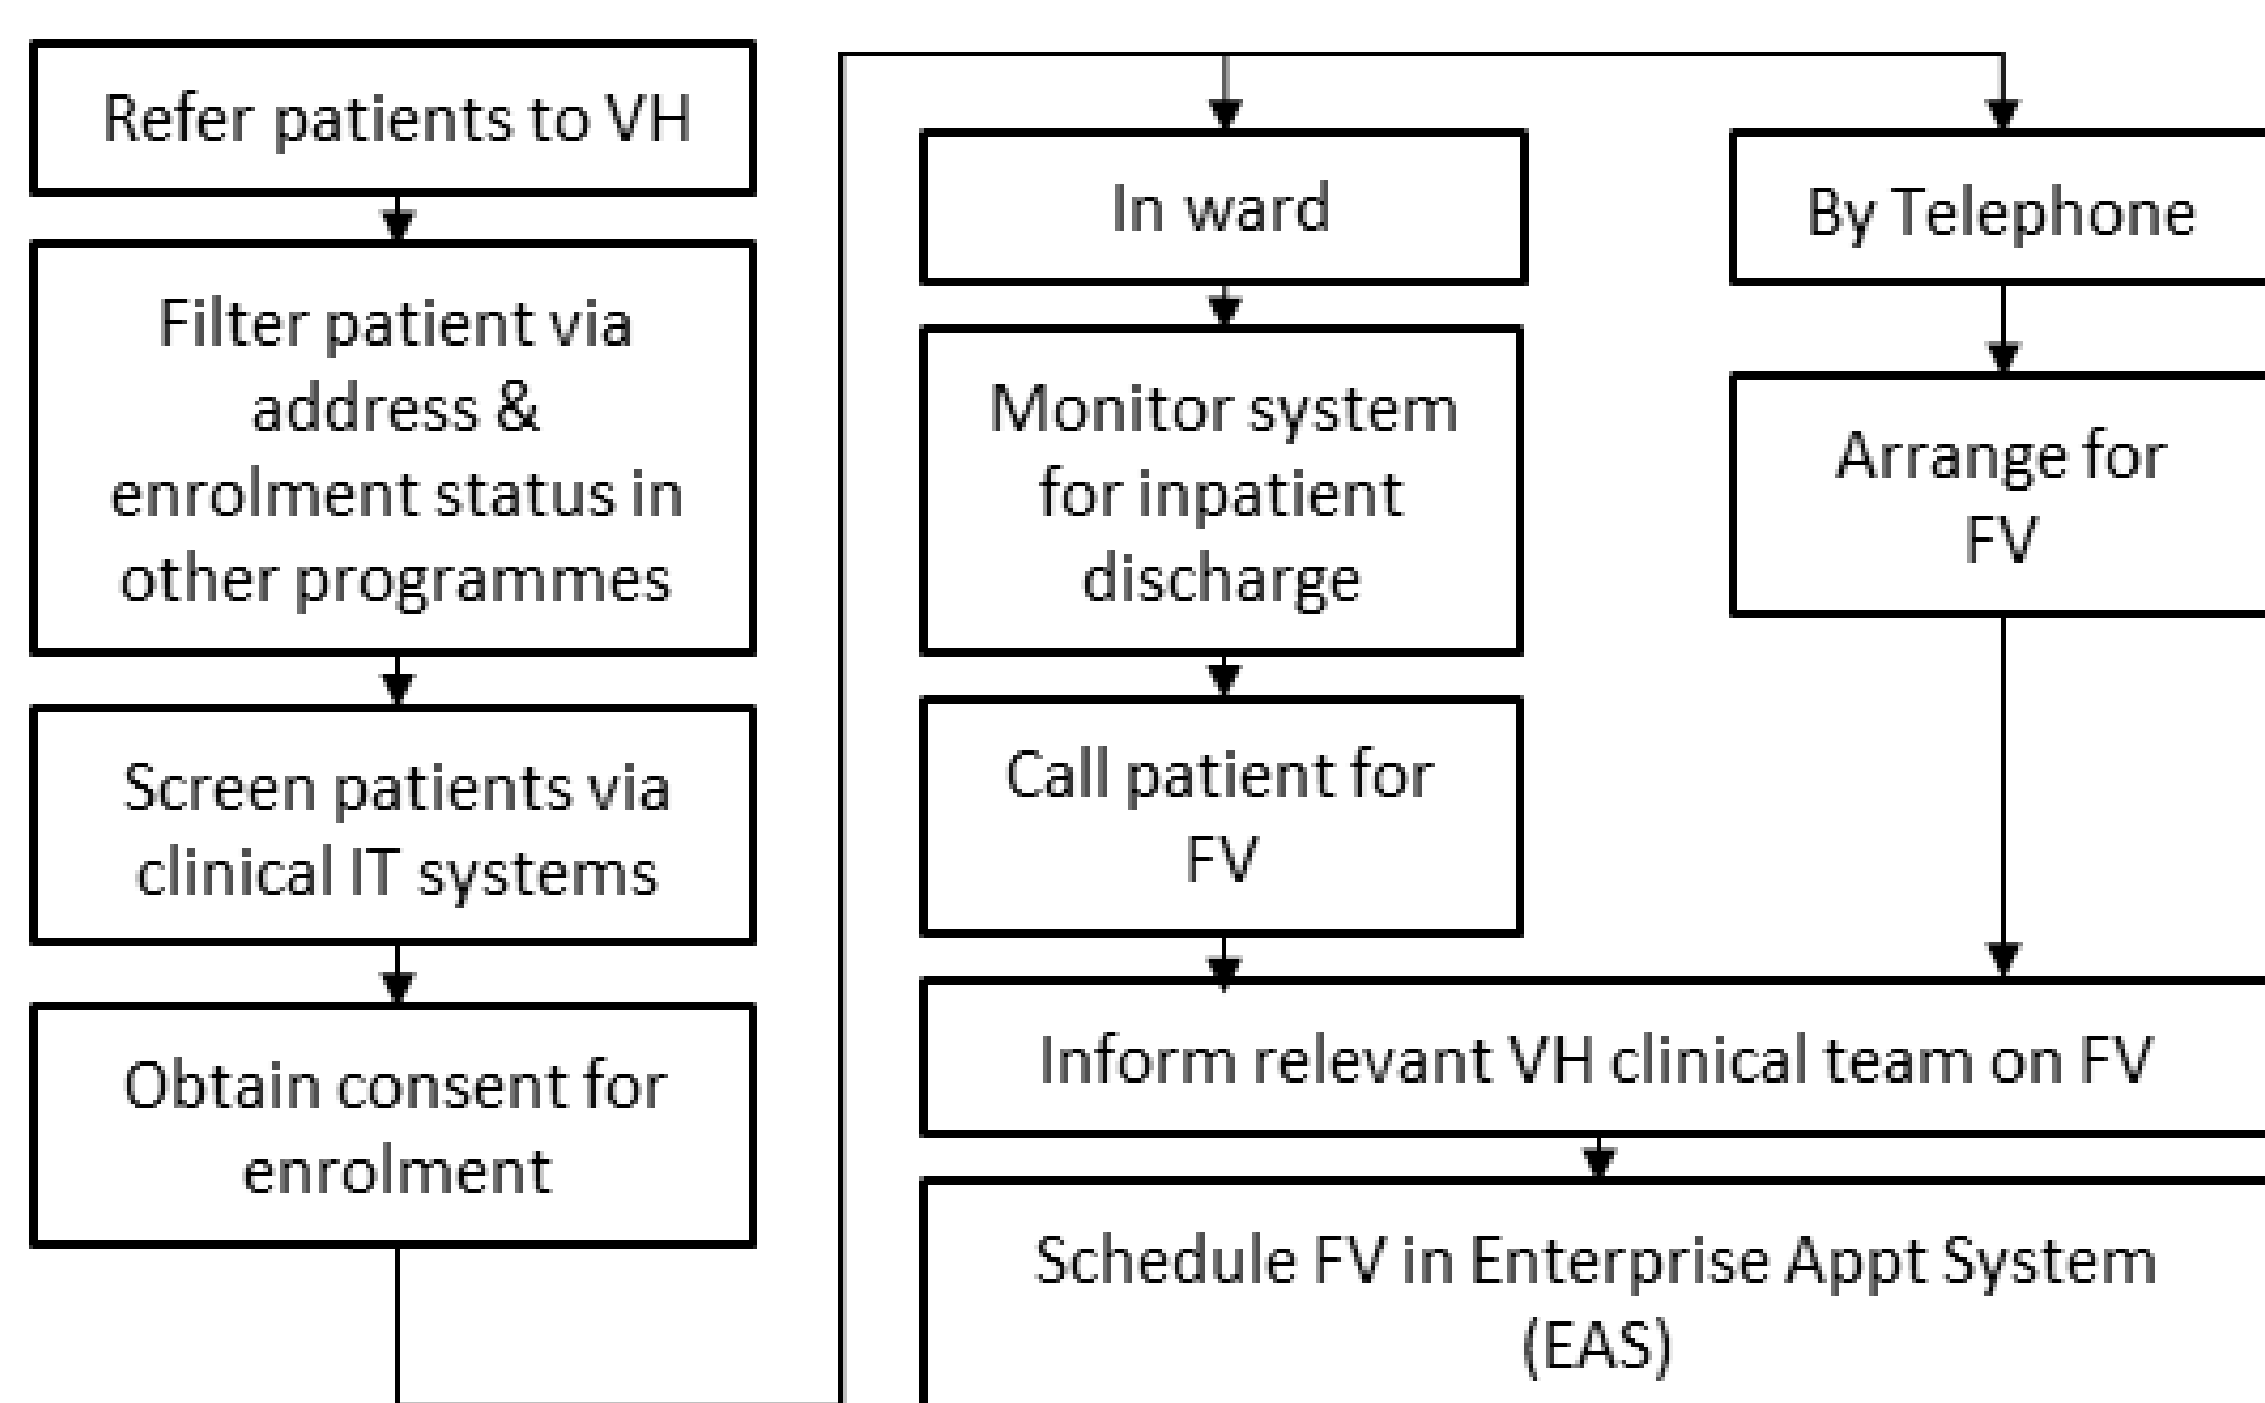 Refer patients to VH
Filter patient via
address &
enrolment status in
other programmes
Screen patients via
clinical IT systems
Obtain consent for
enrolment
In ward
Monitor system
for inpatient
discharge
Call patient for
FV
By Telephone
Arrange for
FV
Inform relevant VH clinical team on FV
Schedule FV in Enterprise Appt System
(EAS)